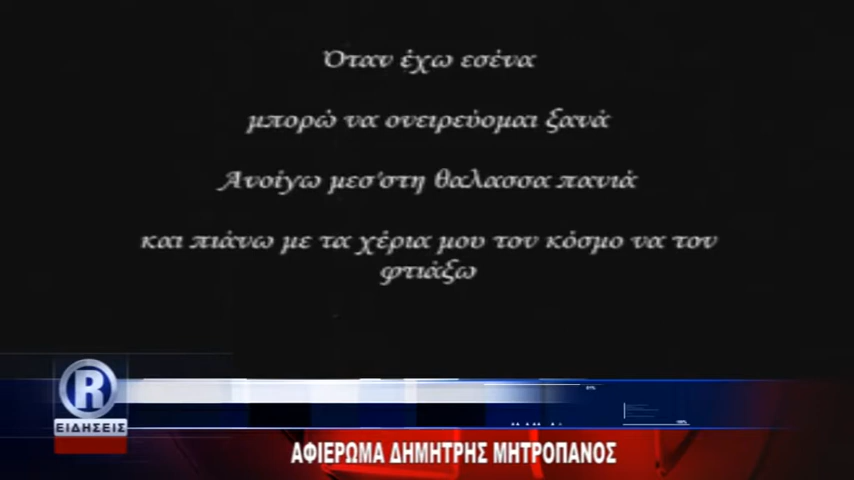 Όταν έχω εσένα
μπορώ να ονειρεύομαι ξανά
Ανοίγω μεσ'στη θαλασσα πανιά
και πιάνω με τα χέρια μου τον κόσμο να τον
φτιάξω
R
ΕΙΔΗΣΕΙΣ
ΑΦΙΕΡΩΜΑ ΔΗΜΗΤΡΗΣ ΜΗΤΡΟΠΑΝΟΣ